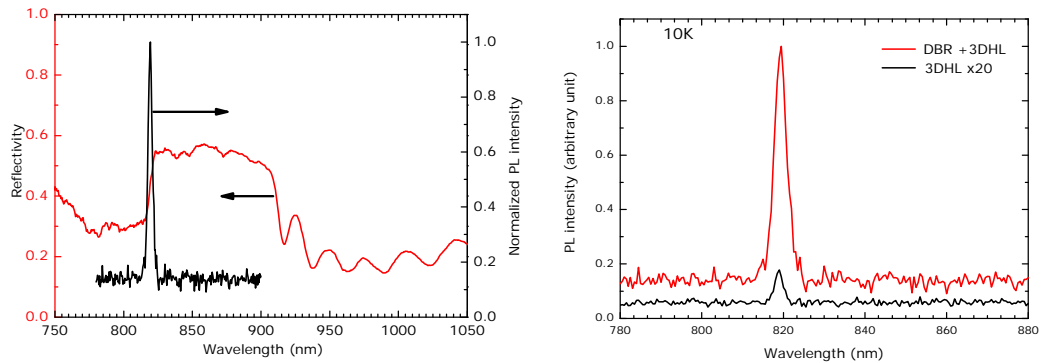 1.0
0.8
0.6
0.4
0.2
0.0
Reflectivity
750 800 850 900 950 1000 1050
Wavelength (nm)
1.0
0.8
0.6
0.4
0.2
0.0
Normalized PL intensity
10K
DBR +3DHL
3DHL x20
1.0
0.8
0.6
0.4
0.2
0.0
PL intensity (arbitrary unit)
780 800 820 840 860 880
Wavelength (nm)